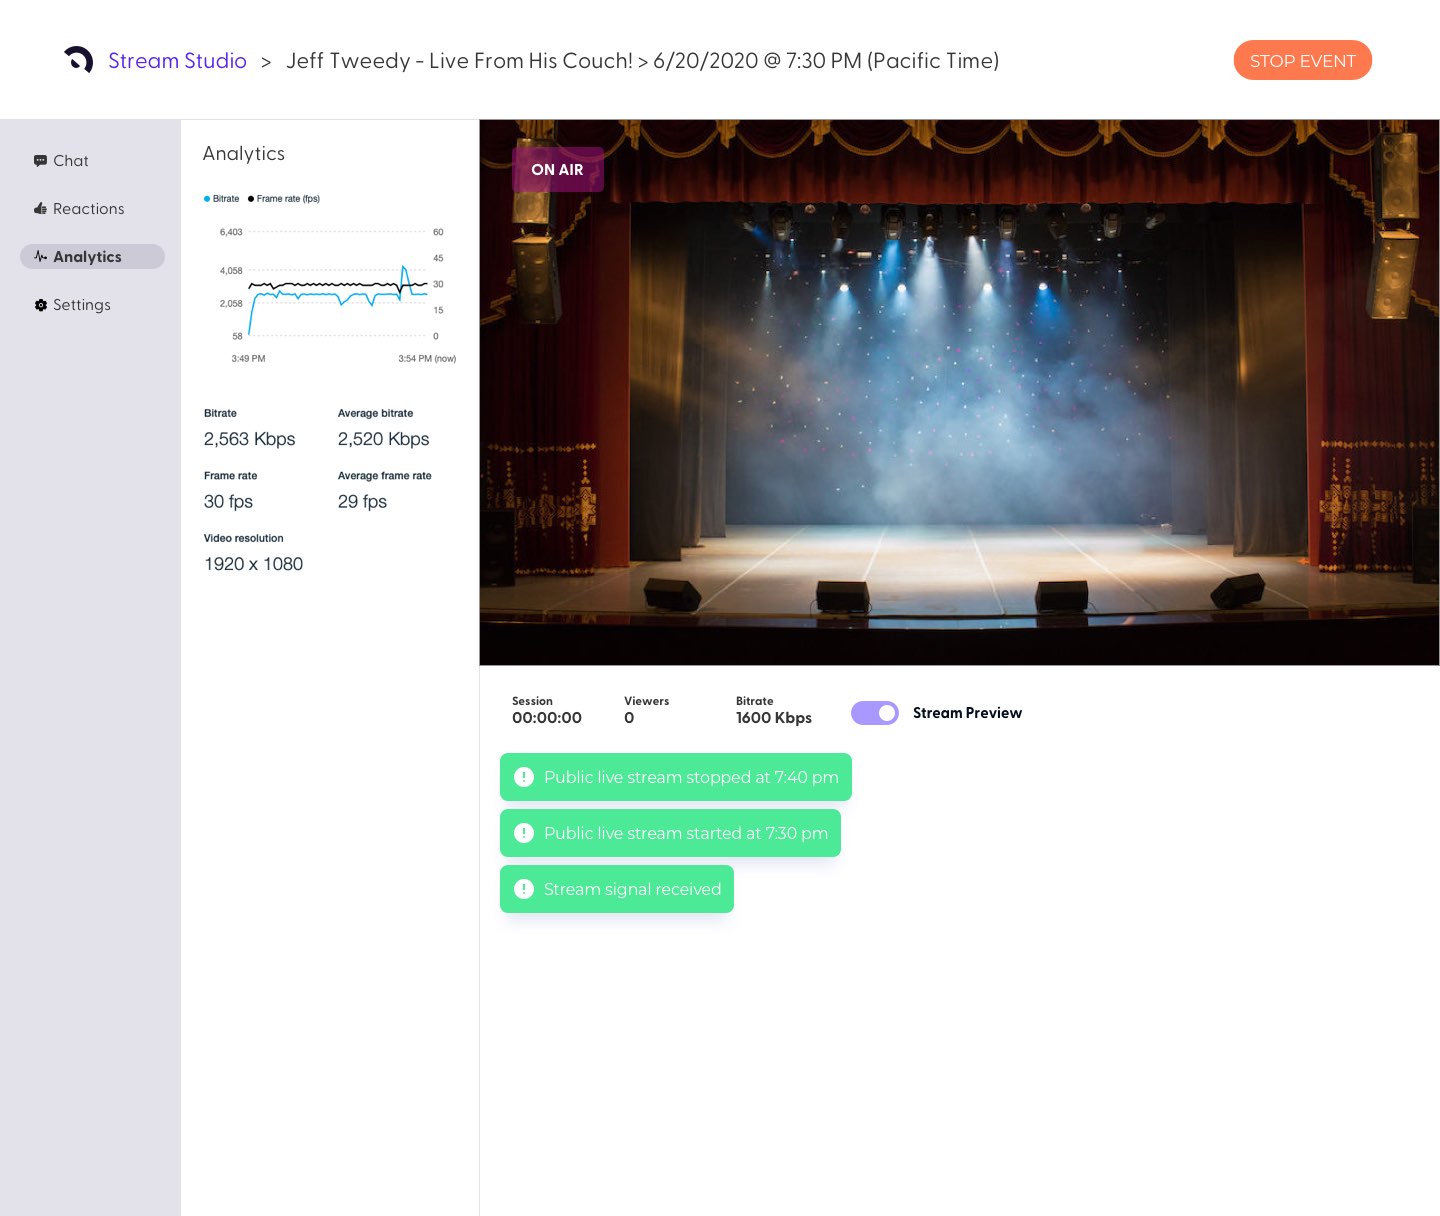 Stream Studio > Jeff Tweedy - Live From His Couch! > 6/20/2020 @ 7:30 PM (Pacific Time)
STOP EVENT
Chat
Reactions
Analytics
Settings
Analytics
Bitrate Frame rate (fps)
6,403 60
45
4,058 30
2,058 15
58 0
3:49 PM 3:54 PM (now)
Bitrate Average bitrate
2,563 Kbps 2,520 Kbps
Frame rate Average frame rate
30 fps 29 fps
Video resolution
1920 x 1080
ON AIR
Session Viewers Bitrate
00:00:00 0 1600 Kbps
Stream Preview
Public live stream stopped at 7:40 pm
Public live stream started at 7:30 pm
Stream signal received